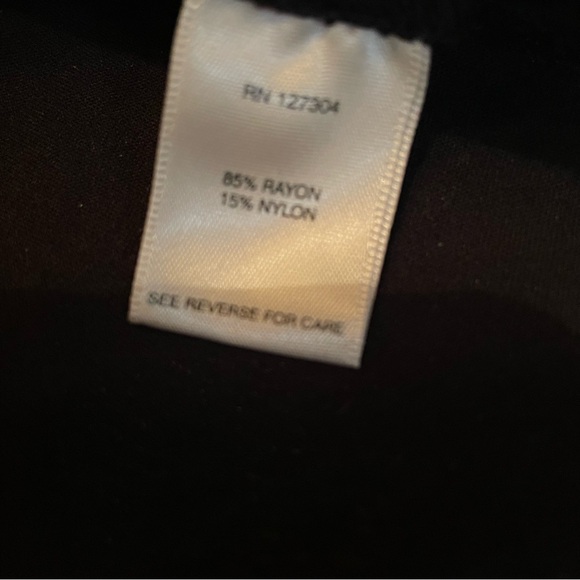 RN 127304
85% RAYON
15% NYLON
SEE REVERSE FOR CARE